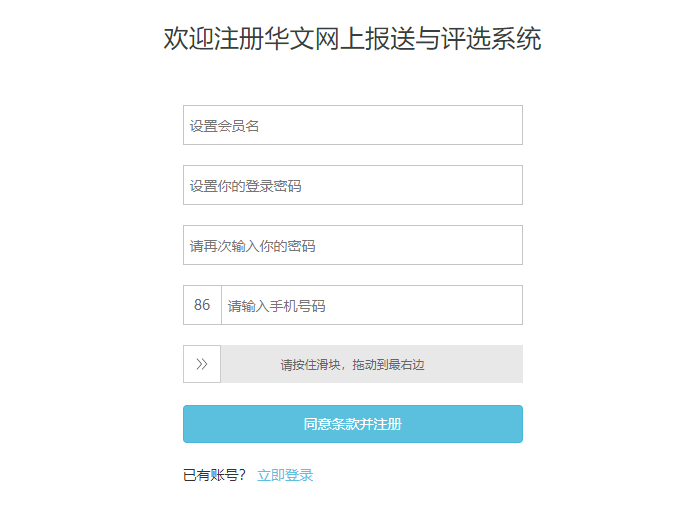 欢迎注册华文网上报送与评选系统
设置会员名
设置你的登录密码
请再次输入你的密码
86 请输入手机号码
请按住滑块，拖动到最右边
同意条款并注册
已有账号？ 立即登录